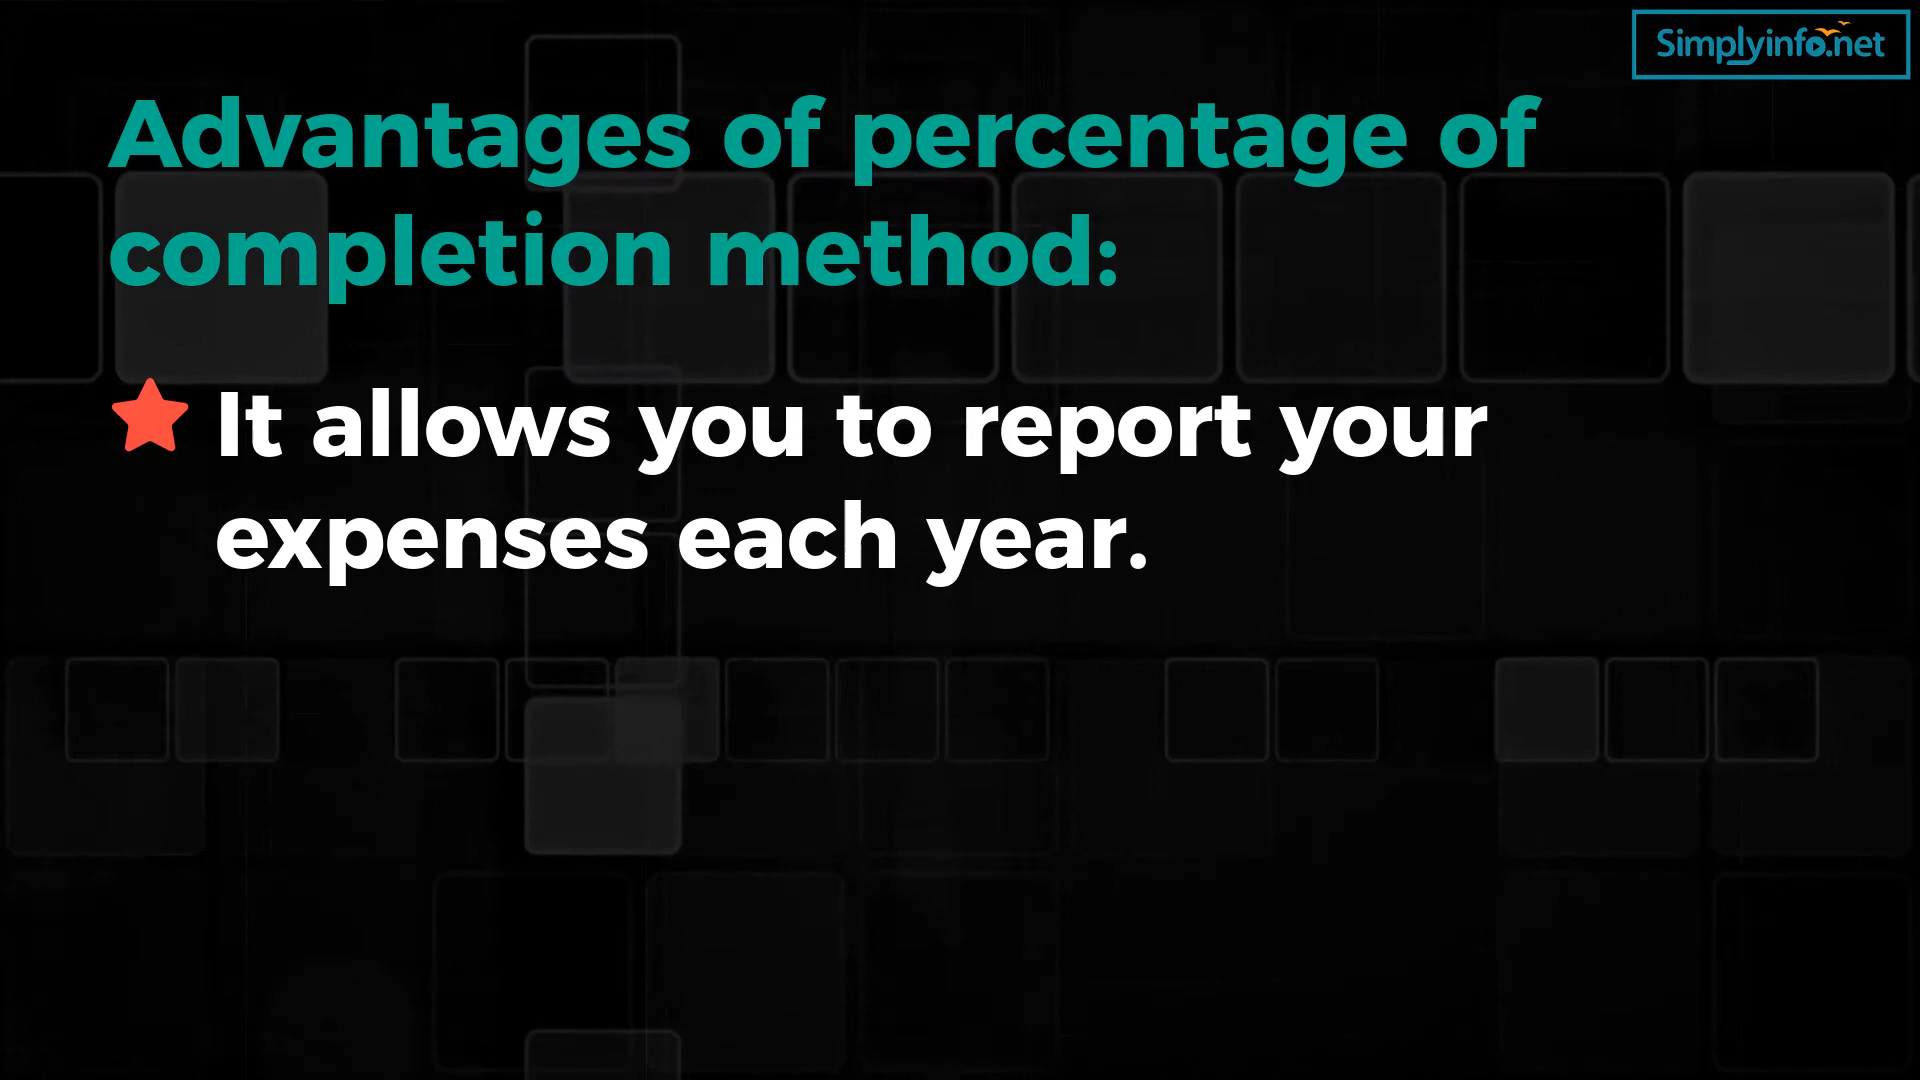 Simplyinfo.net
Advantages of percentage of
completion method:
It allows you to report your
expenses each year.